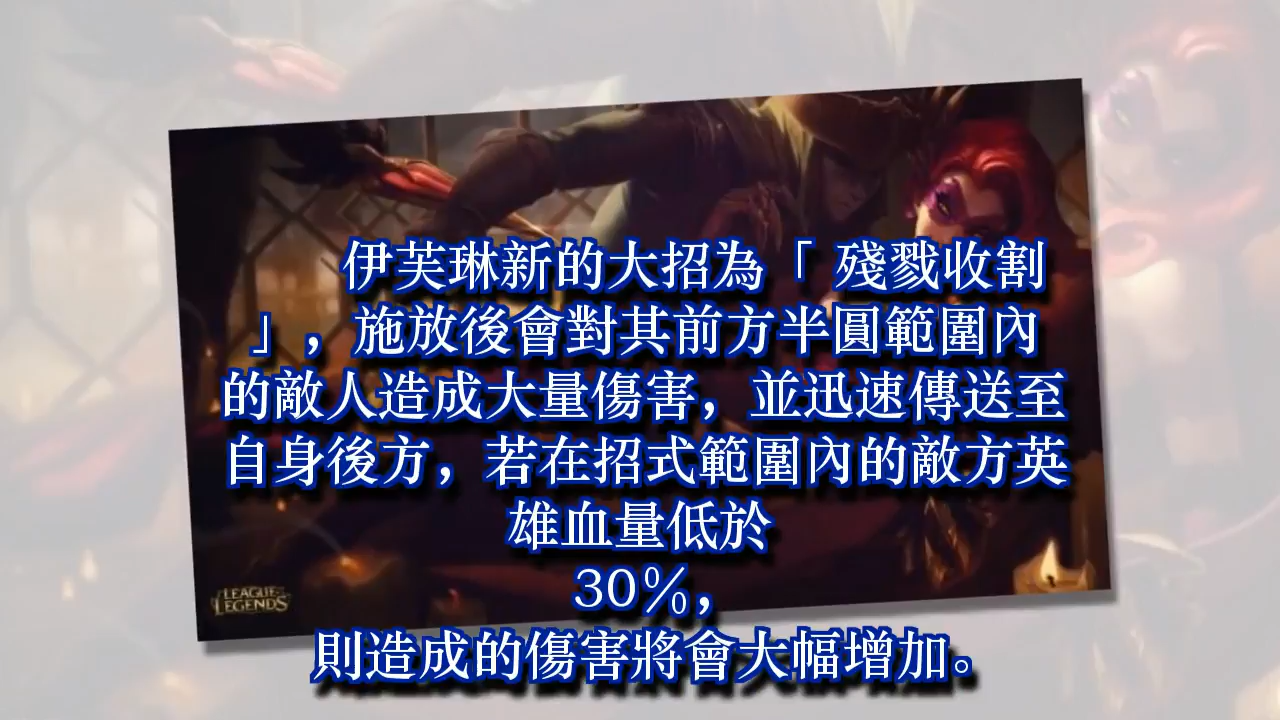 伊芙琳新的大招為「 殘戮收割
」，施放後會對其前方半圓範圍內
的敵人造成大量傷害，並迅速傳送至
自身後方，若在招式範圍內的敵方英
雄血量低於
30%，
則造成的傷害將會大幅增加。
LEAGUE OF
LEGENDS